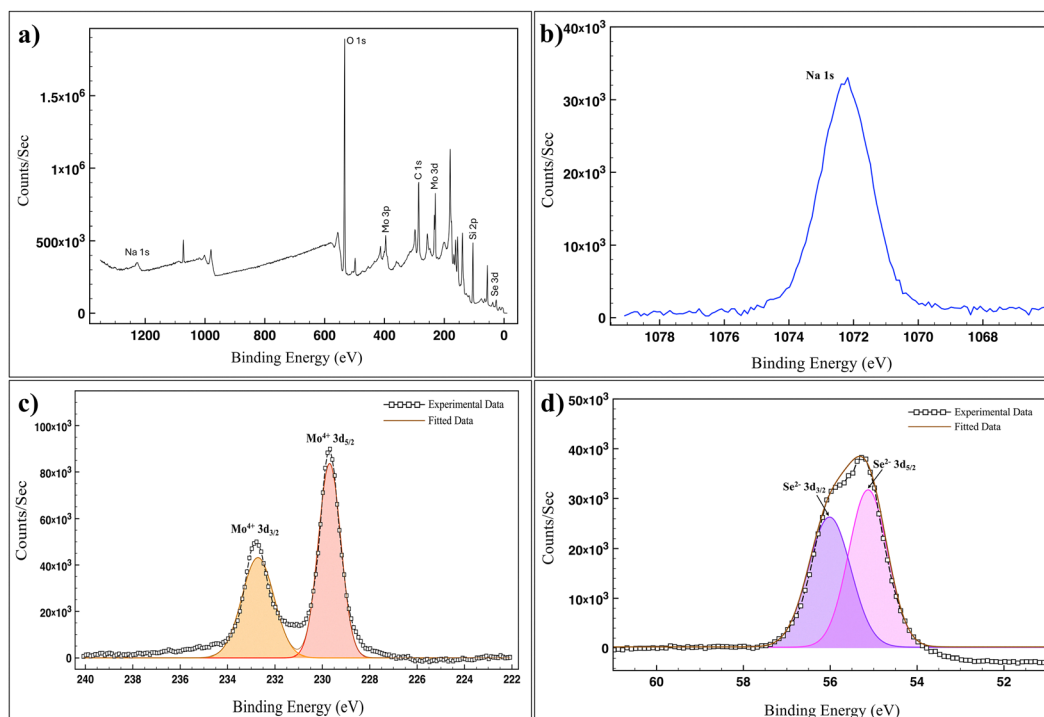 a)
O 1s
1.5×10⁶
1×10⁶
500×10³
0
Counts/Sec
Na 1s
Mo 3p
C 1s
Mo 3d
Si 2p
Se 3d
1200
1000
800
600
400
200
0
Binding Energy (eV)
b)
Na 1s
40×10³
30×10³
20×10³
10×10³
0
Counts/Sec
1078
1076
1074
1072
1070
1068
Binding Energy (eV)
c)
Experimental Data
Fitted Data
Mo⁴⁺ 3d₅/₂
Mo⁴⁺ 3d₃/₂
100×10³
80×10³
60×10³
40×10³
20×10³
0
Counts/Sec
240
238
236
234
232
230
228
226
224
222
Binding Energy (eV)
d)
Experimental Data
Fitted Data
Se²⁻ 3d₅/₂
Se²⁻ 3d₃/₂
50×10³
40×10³
30×10³
20×10³
10×10³
0
Counts/Sec
60
58
56
54
52
Binding Energy (eV)